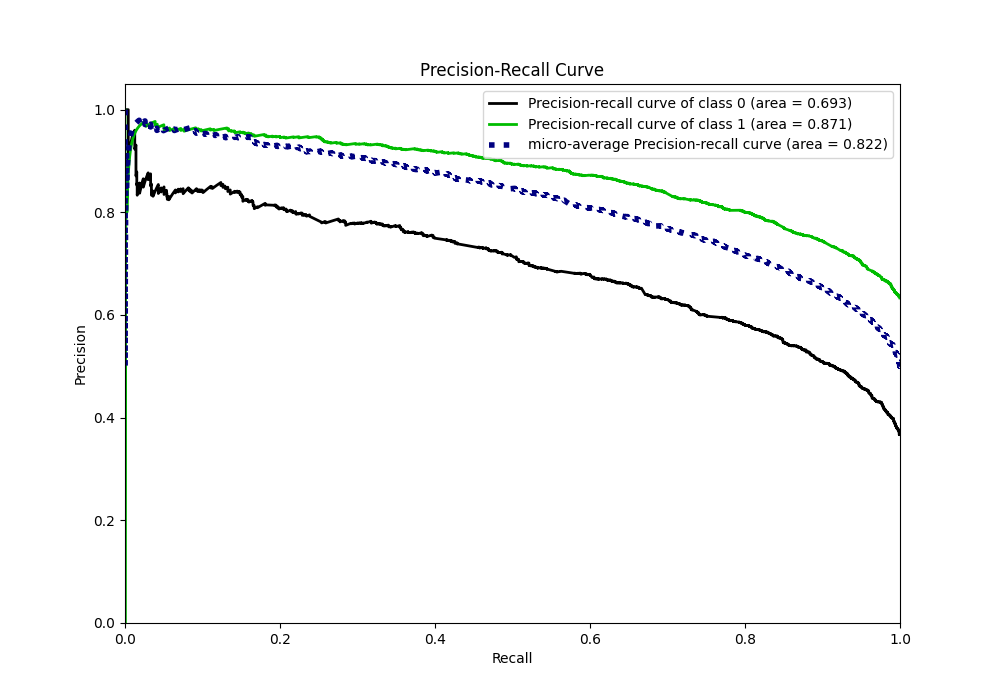 Precision-Recall Curve
Precision-recall curve of class 0 (area = 0.693)
Precision-recall curve of class 1 (area = 0.871)
micro-average Precision-recall curve (area = 0.822)
Precision
1.0
0.8
0.6
0.4
0.2
0.0
0.0 0.2 0.4 0.6 0.8 1.0
Recall